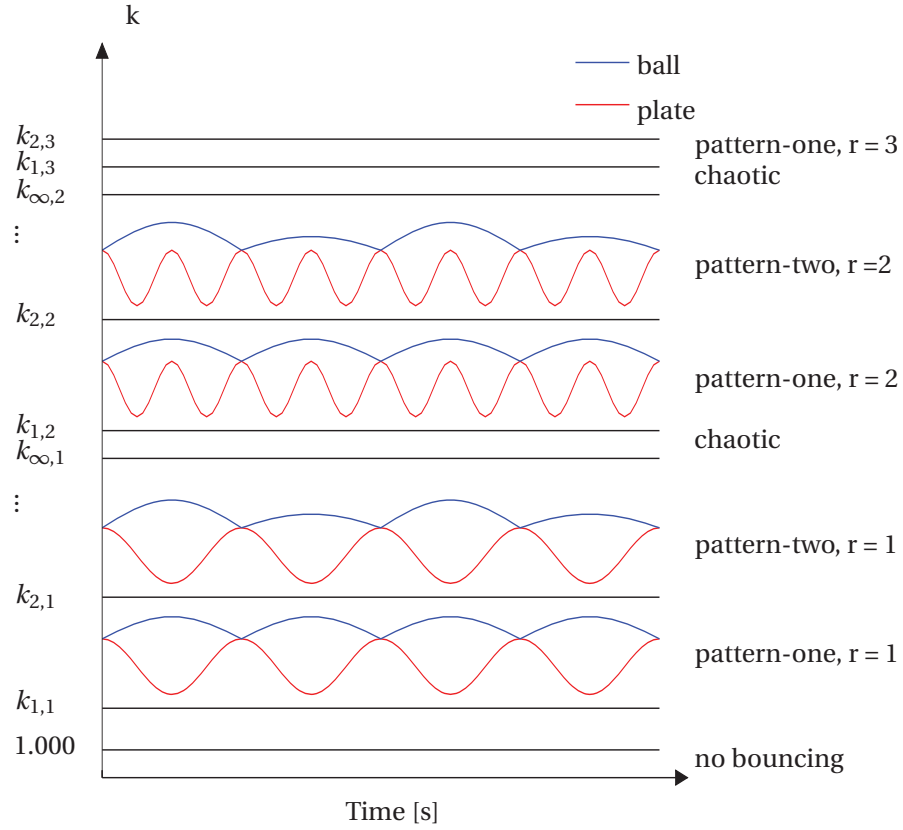 k
ball
plate
k2,3
pattern-one, r = 3
k1,3
chaotic
k∞,2
...
pattern-two, r =2
k2,2
pattern-one, r = 2
k1,2
chaotic
k∞,1
...
pattern-two, r = 1
k2,1
pattern-one, r = 1
k1,1
1.000
no bouncing
Time [s]